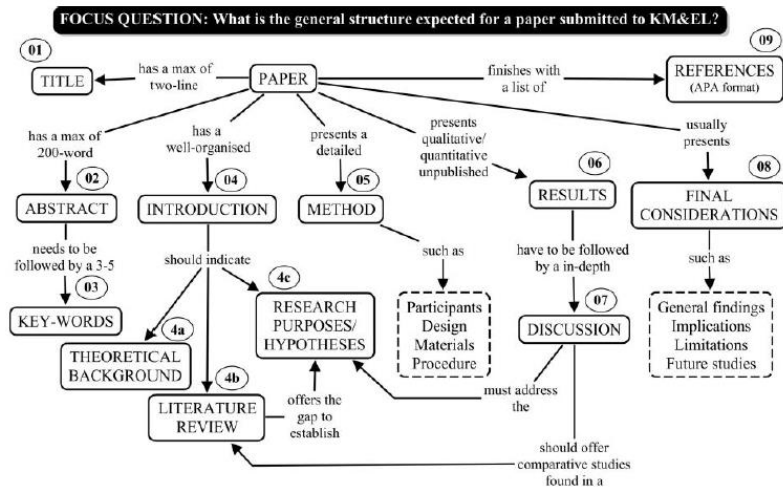 FOCUS QUESTION: What is the general structure expected for a paper submitted to KM&EL?
01
TITLE
has a max of
two-line
PAPER
finishes with
a list of
09
REFERENCES
(APA format)
has a max of
200-word
has a
well-organised
presents a
detailed
presents
qualitative/
quantitative
unpublished
usually
presents
02
ABSTRACT
04
INTRODUCTION
05
METHOD
06
RESULTS
08
FINAL
CONSIDERATIONS
needs to be
followed by a 3-5
should indicate
such as
have to be followed
by a in-depth
such as
03
KEY-WORDS
4a
THEORETICAL
BACKGROUND
4c
RESEARCH
PURPOSES/
HYPOTHESES
Participants
Design
Materials
Procedure
07
DISCUSSION
General findings
Implications
Limitations
Future studies
4b
LITERATURE
REVIEW
offers the
gap to
establish
must address
the
should offer
comparative studies
found in a